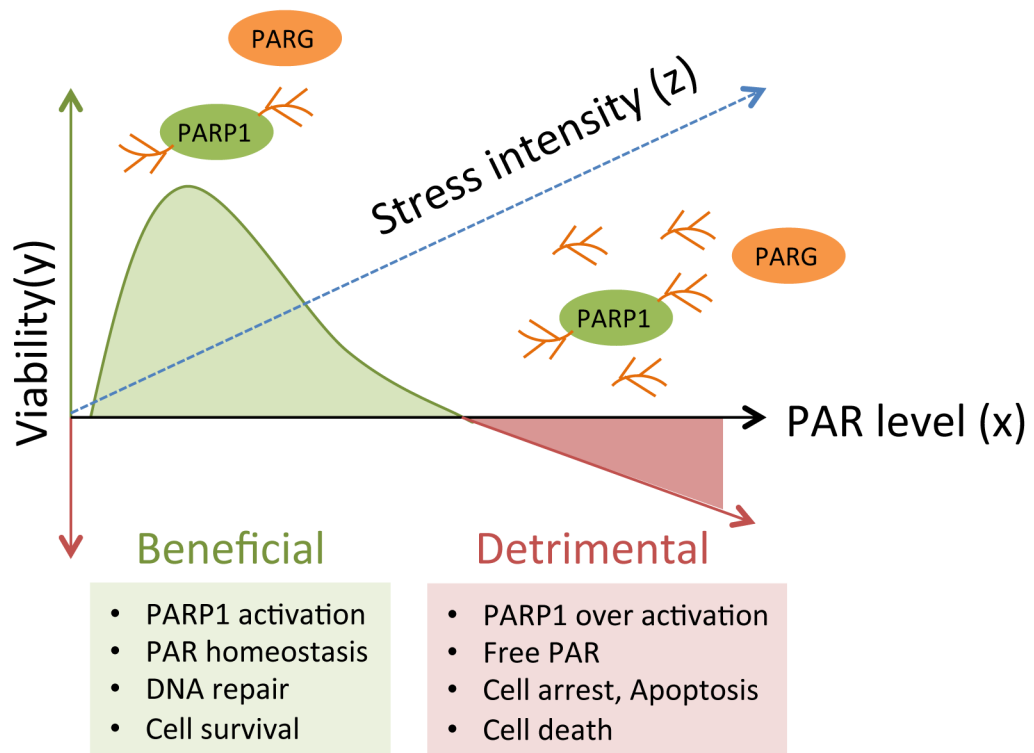 PARG
PARP1
Stress intensity (z)
Viability(y)
PARG
PARP1
PAR level (x)
Beneficial
• PARP1 activation
• PAR homeostasis
• DNA repair
• Cell survival
Detrimental
• PARP1 over activation
• Free PAR
• Cell arrest, Apoptosis
• Cell death